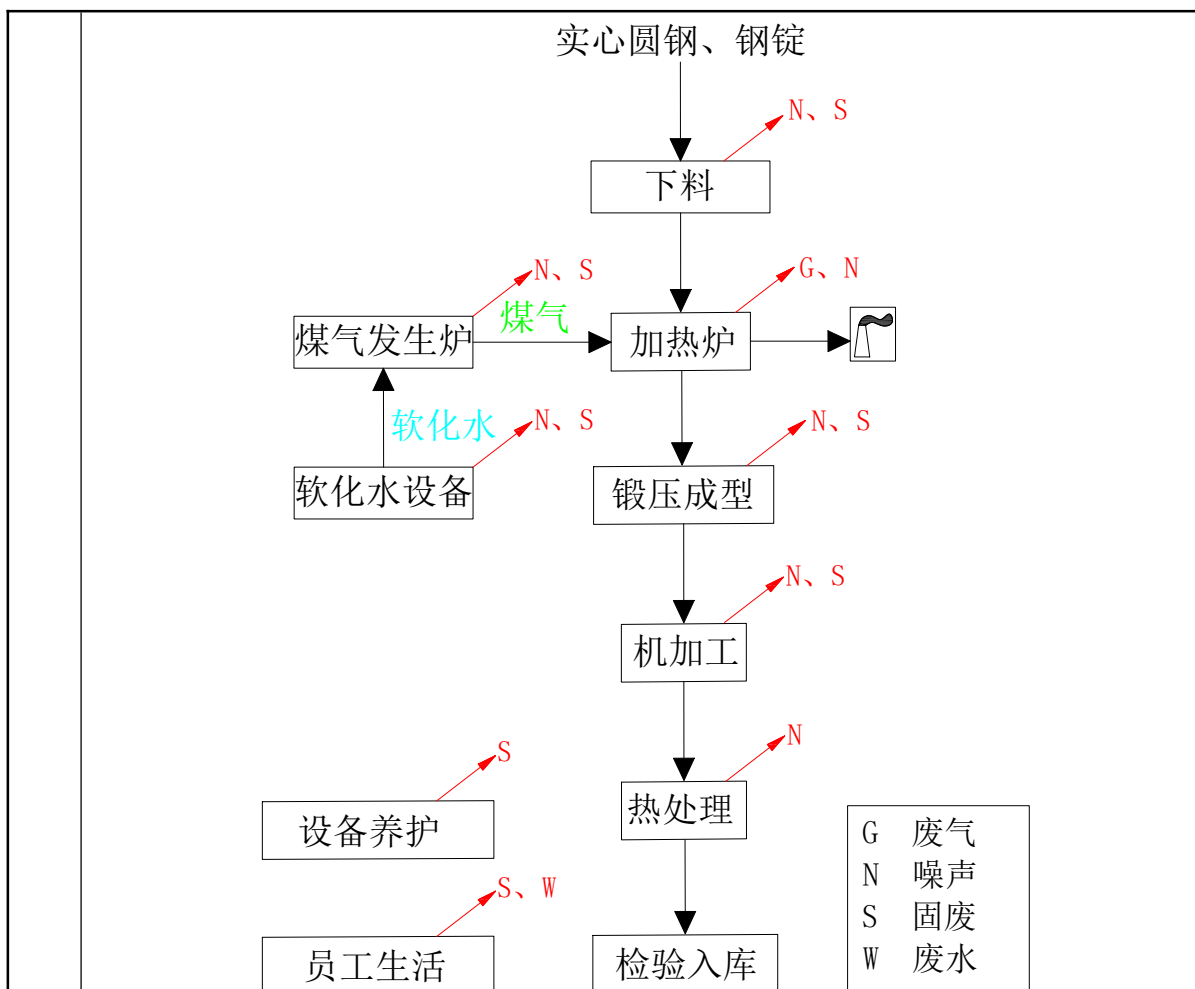 实心圆钢、钢锭
N、S
下料
G、N
N、S
煤气
煤气发生炉
加热炉
软化水
N、S
N、S
软化水设备
锻压成型
N、S
机加工
N
S
热处理
设备养护
G 废气
N 噪声
S 固废
W 废水
S、W
员工生活
检验入库